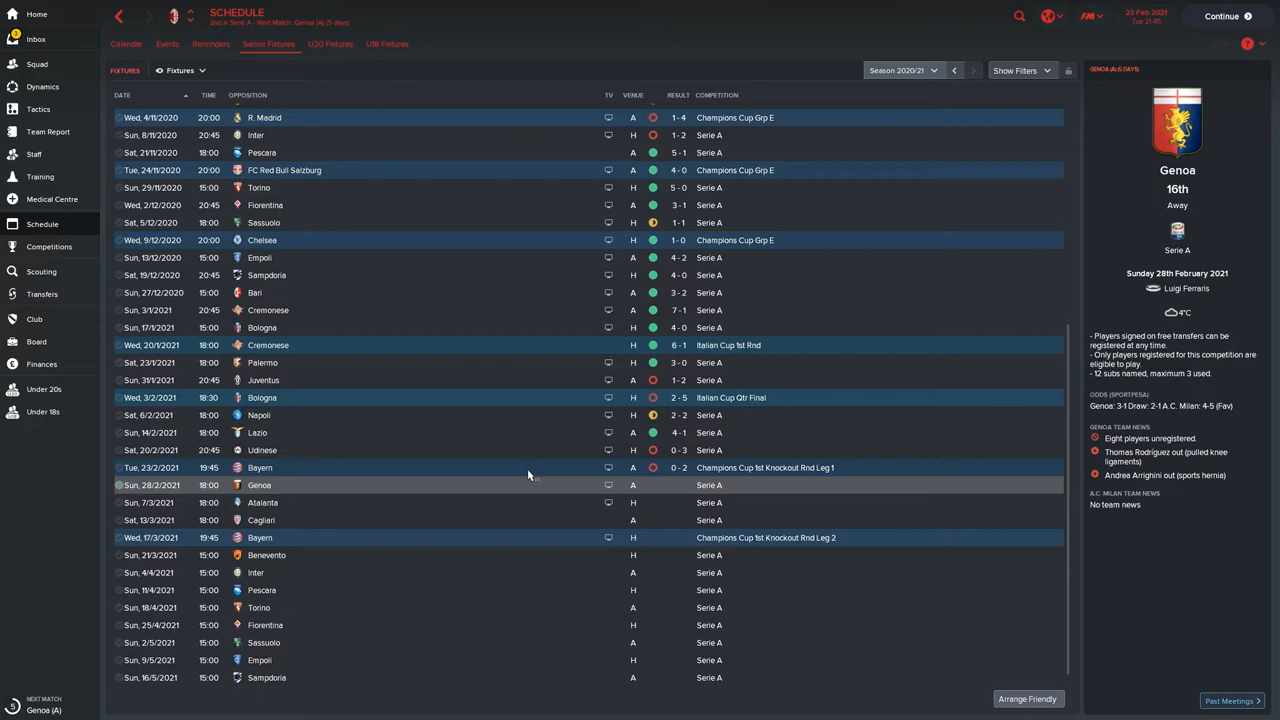 SCHEDULE
2nd in Serie A - Next Match: Genoa (A) (5 days)
FM
23 Feb 2021
Tue 21:45
Continue
Home
3
Inbox
Squad
Dynamics
Tactics
Team Report
Staff
Training
Medical Centre
Schedule
Competitions
Scouting
Transfers
Club
Board
Finances
Under 20s
Under 18s
5
NEXT MATCH
Genoa (A)
Calendar Events Reminders Senior Fixtures U20 Fixtures U18 Fixtures
?
FIXTURES Fixtures Season 2020/21 Show Filters
DATE TIME OPPOSITION TV VENUE RESULT COMPETITION
Wed, 4/11/2020 20:00 R. Madrid A 1 - 4 Champions Cup Grp E
Sun, 8/11/2020 20:45 Inter H 1 - 2 Serie A
Sat, 21/11/2020 18:00 Pescara A 5 - 1 Serie A
Tue, 24/11/2020 20:00 FC Red Bull Salzburg A 4 - 0 Champions Cup Grp E
Sun, 29/11/2020 15:00 Torino H 5 - 0 Serie A
Wed, 2/12/2020 20:45 Fiorentina A 3 - 1 Serie A
Sat, 5/12/2020 18:00 Sassuolo H 1 - 1 Serie A
Wed, 9/12/2020 20:00 Chelsea H 1 - 0 Champions Cup Grp E
Sun, 13/12/2020 15:00 Empoli A 4 - 2 Serie A
Sat, 19/12/2020 20:45 Sampdoria H 4 - 0 Serie A
Sun, 27/12/2020 15:00 Bari A 3 - 2 Serie A
Sun, 3/1/2021 20:45 Cremonese A 7 - 1 Serie A
Sun, 17/1/2021 15:00 Bologna H 4 - 0 Serie A
Wed, 20/1/2021 18:00 Cremonese H 6 - 1 Italian Cup 1st Rnd
Sat, 23/1/2021 18:00 Palermo H 3 - 0 Serie A
Sun, 31/1/2021 20:45 Juventus A 1 - 2 Serie A
Wed, 3/2/2021 18:30 Bologna H 2 - 5 Italian Cup Qtr Final
Sat, 6/2/2021 18:00 Napoli H 2 - 2 Serie A
Sun, 14/2/2021 18:00 Lazio A 4 - 1 Serie A
Sat, 20/2/2021 20:45 Udinese H 0 - 3 Serie A
Tue, 23/2/2021 19:45 Bayern A 0 - 2 Champions Cup 1st Knockout Rnd Leg 1
Sun, 28/2/2021 18:00 Genoa A Serie A
Sun, 7/3/2021 18:00 Atalanta H Serie A
Sat, 13/3/2021 18:00 Cagliari A Serie A
Wed, 17/3/2021 19:45 Bayern H Champions Cup 1st Knockout Rnd Leg 2
Sun, 21/3/2021 15:00 Benevento H Serie A
Sun, 4/4/2021 15:00 Inter A Serie A
Sun, 11/4/2021 15:00 Pescara H Serie A
Sun, 18/4/2021 15:00 Torino A Serie A
Sun, 25/4/2021 15:00 Fiorentina H Serie A
Sun, 2/5/2021 15:00 Sassuolo A Serie A
Sun, 9/5/2021 15:00 Empoli H Serie A
Sun, 16/5/2021 15:00 Sampdoria A Serie A
Arrange Friendly
GENOA (A) (5 DAYS)
Genoa
16th
Away
Serie A
Sunday 28th February 2021
Luigi Ferraris
4°C
- Players signed on free transfers can be
registered at any time.
- Only players registered for this competition are
eligible to play.
- 12 subs named, maximum 3 used.
ODDS (SPORTPESA)
Genoa: 3-1 Draw: 2-1 A.C. Milan: 4-5 (Fav)
GENOA TEAM NEWS
Eight players unregistered.
Thomas Rodríguez out (pulled knee
ligaments)
Andrea Arrighini out (sports hernia)
A.C. MILAN TEAM NEWS
No team news
Past Meetings